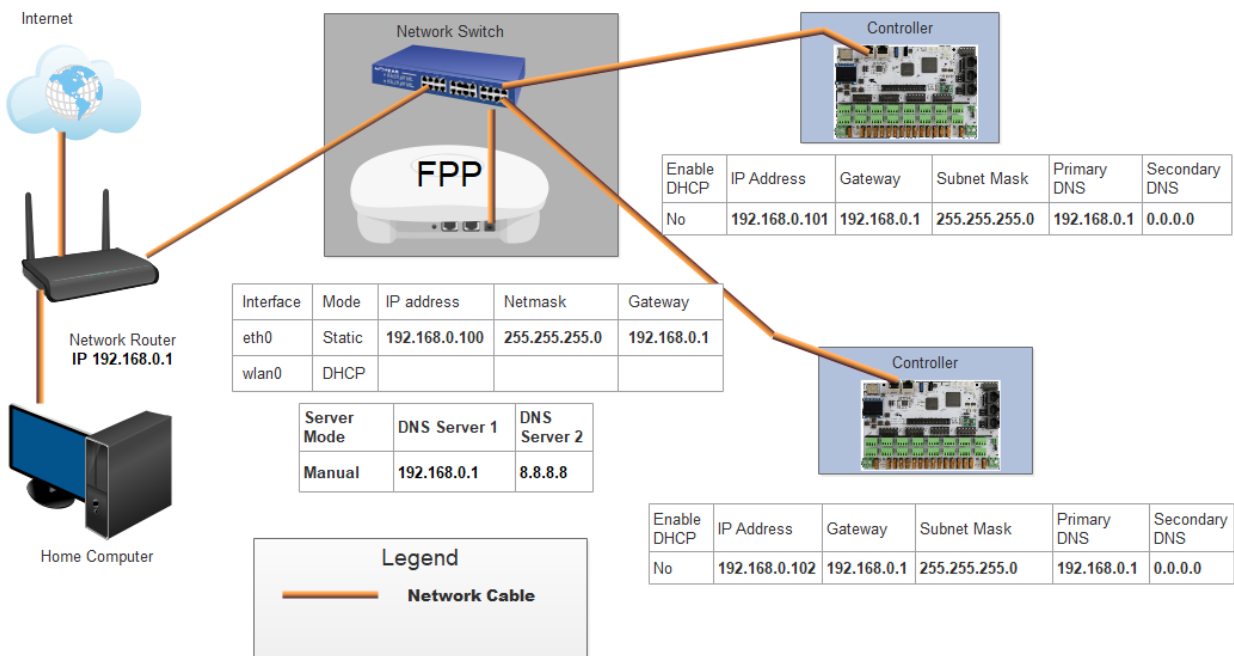 Internet
Network Switch
Controller
FPP
Enable DHCP IP Address Gateway Subnet Mask Primary DNS Secondary DNS
No 192.168.0.101 192.168.0.1 255.255.255.0 192.168.0.1 0.0.0.0
Network Router
IP 192.168.0.1
Interface Mode IP address Netmask Gateway
eth0 Static 192.168.0.100 255.255.255.0 192.168.0.1
wlan0 DHCP
Server Mode DNS Server 1 DNS Server 2
Manual 192.168.0.1 8.8.8.8
Controller
Enable DHCP IP Address Gateway Subnet Mask Primary DNS Secondary DNS
No 192.168.0.102 192.168.0.1 255.255.255.0 192.168.0.1 0.0.0.0
Home Computer
Legend
Network Cable